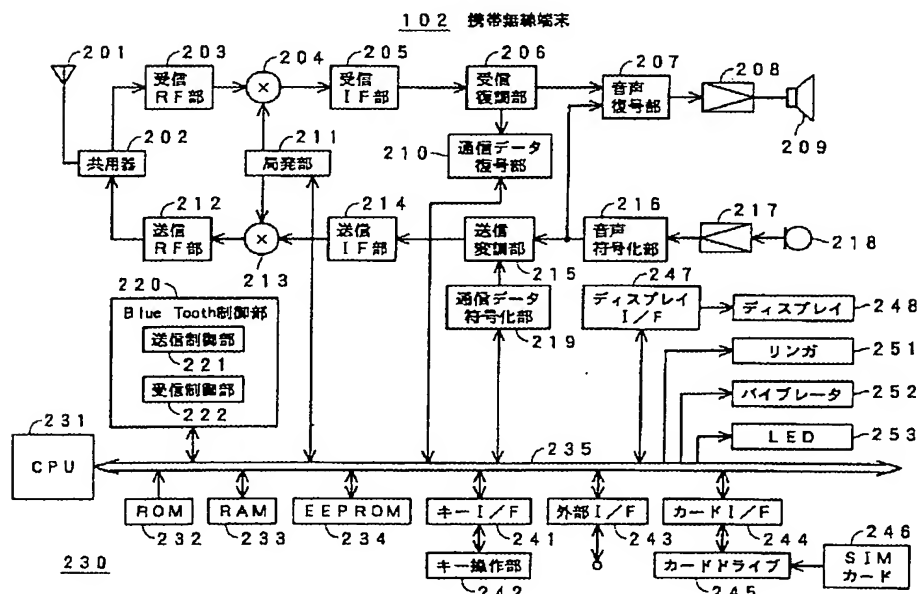 102 携帯無線端末
201
203
204
205
206
207
208
受信
RF部
×
受信
IF部
受信
復調部
音声
復号部
209
202
211
210
共用器
局発部
通信データ
復号部
212
214
216
217
送信
RF部
×
送信
IF部
送信
変調部
音声
符号化部
218
213
215
247
220
Blue Tooth制御部
通信データ
符号化部
ディスプレイ
I/F
ディスプレイ
248
送信制御部
219
221
リンガ
251
受信制御部
222
バイブレータ
252
231
LED
253
CPU
235
ROM
RAM
EEPROM
キーI/F
外部I/F
カードI/F
232
233
234
241
243
244
246
230
キー操作部
カードドライブ
SIM
カード
242
245